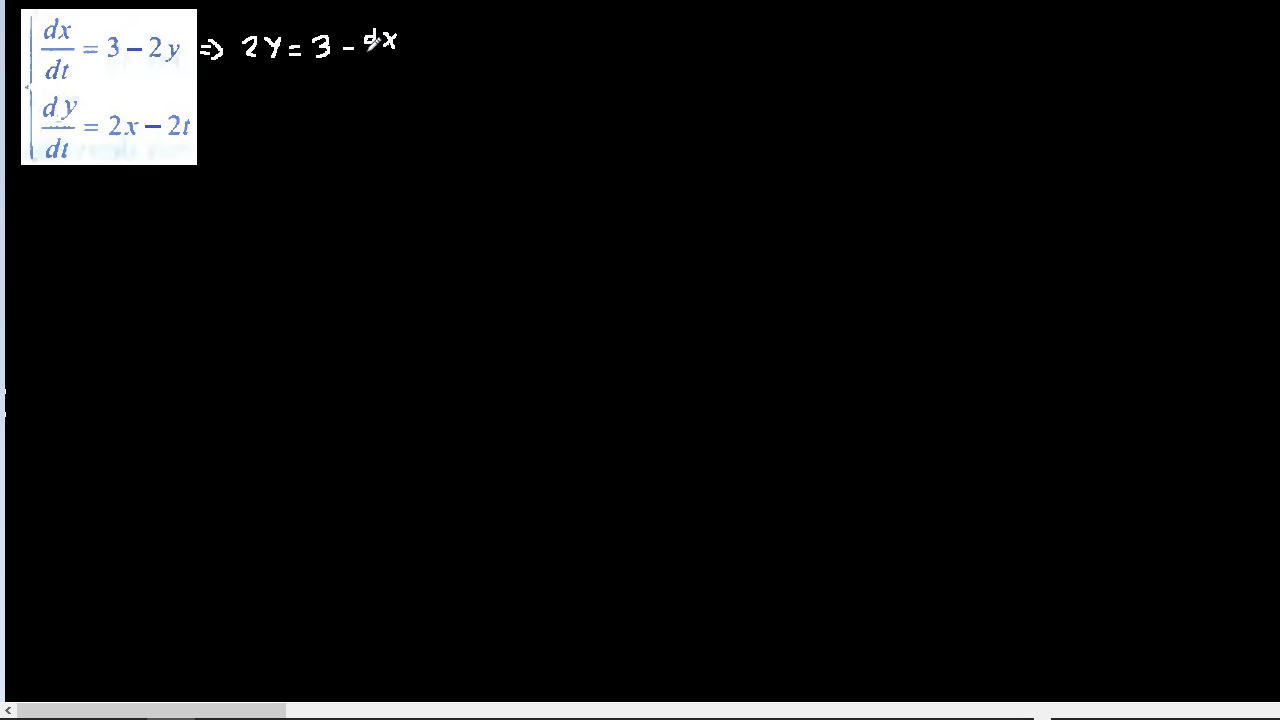 dx/dt = 3 − 2y ⇒ 2y = 3 − dx
dy/dt = 2x − 2t